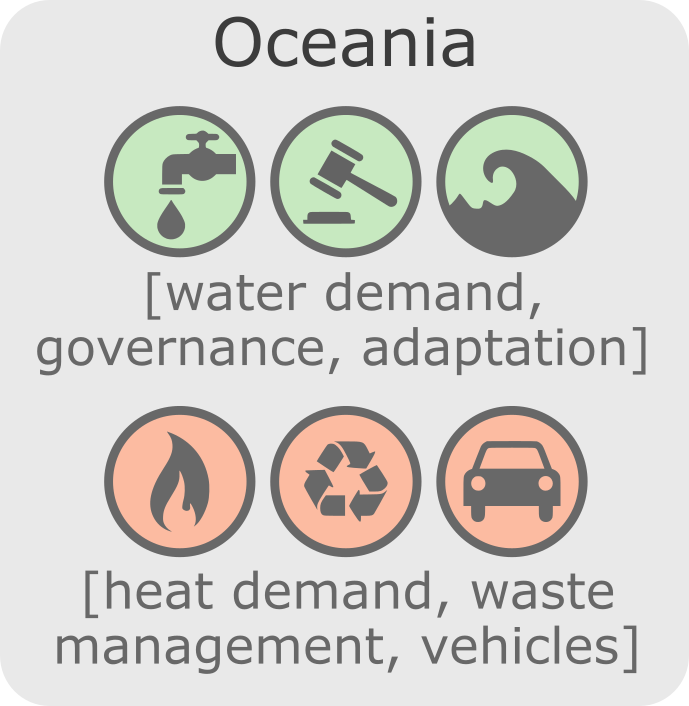 Oceania
[water demand,
governance, adaptation]
[heat demand, waste
management, vehicles]